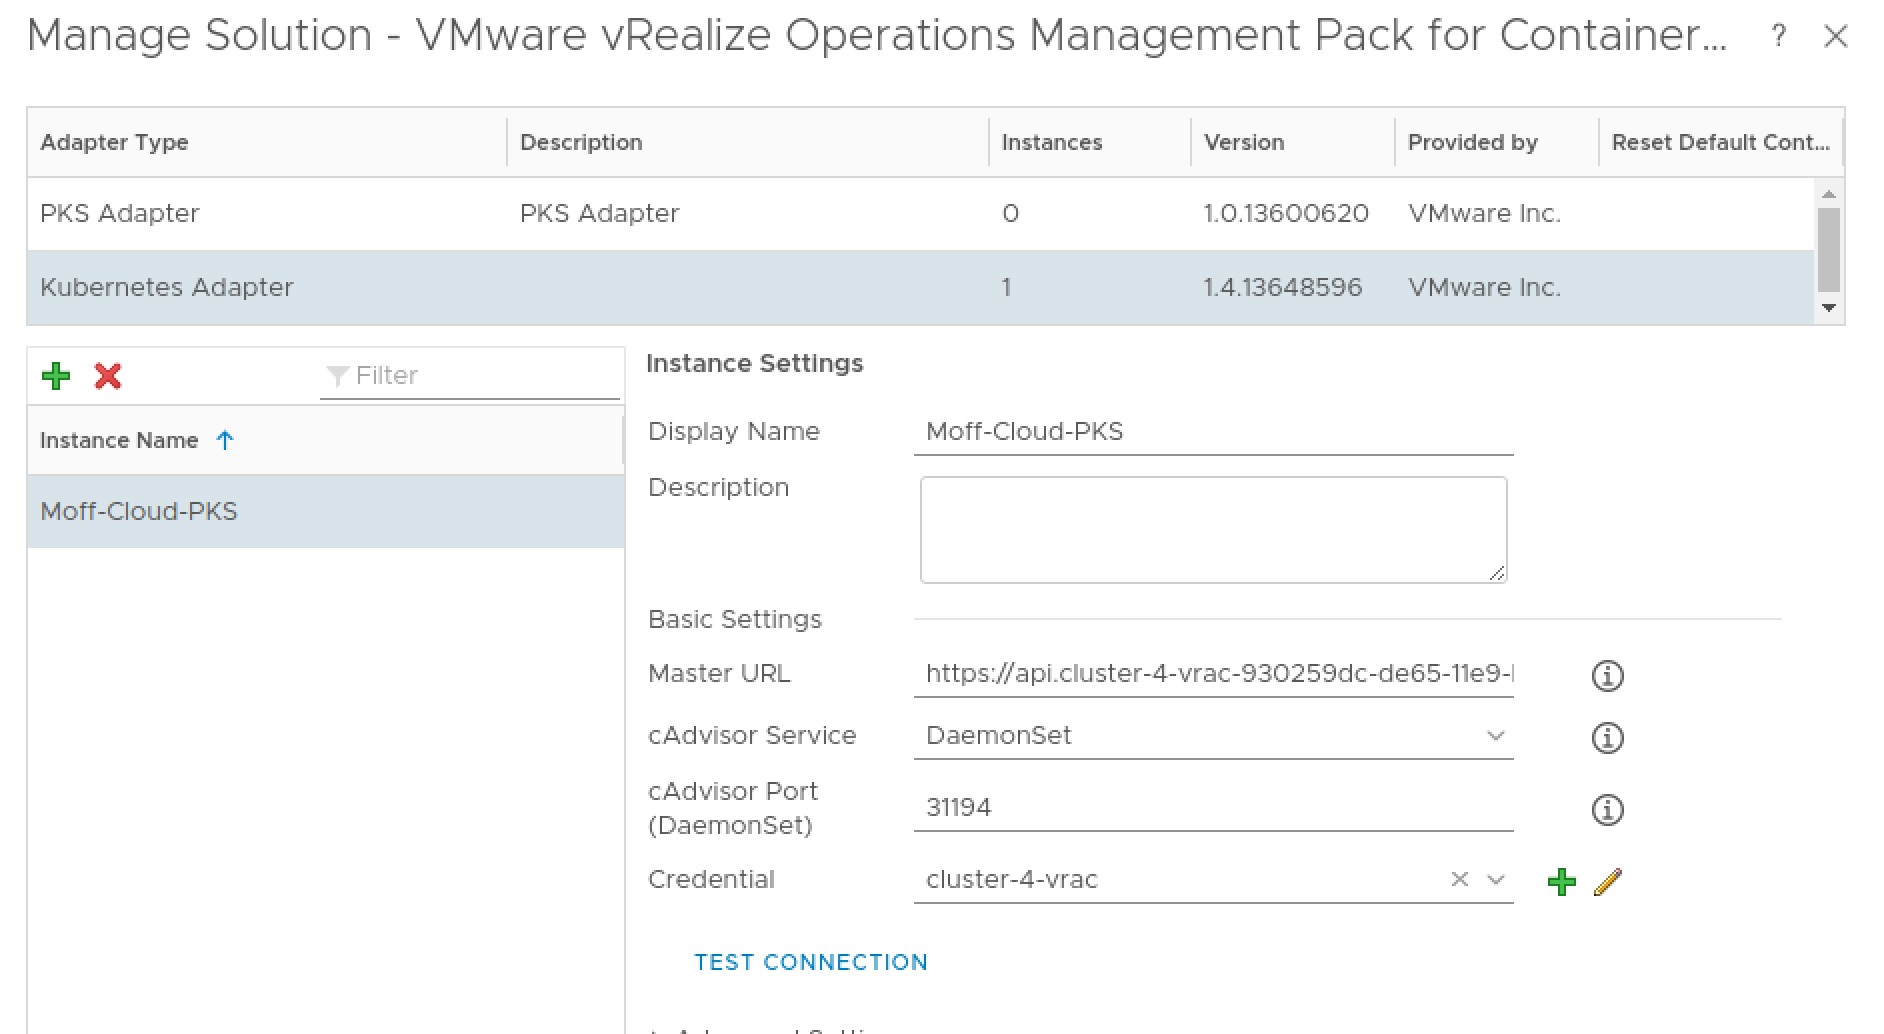 Manage Solution - VMware vRealize Operations Management Pack for Container... ?
Adapter Type Description Instances Version Provided by Reset Default Cont...
PKS Adapter PKS Adapter 0 1.0.13600620 VMware Inc.
Kubernetes Adapter 1 1.4.13648596 VMware Inc.
Filter
Instance Name
Moff-Cloud-PKS
Instance Settings
Display Name Moff-Cloud-PKS
Description
Basic Settings
Master URL https://api.cluster-4-vrac-930259dc-de65-11e9-
cAdvisor Service DaemonSet
cAdvisor Port
(DaemonSet) 31194
Credential cluster-4-vrac
TEST CONNECTION